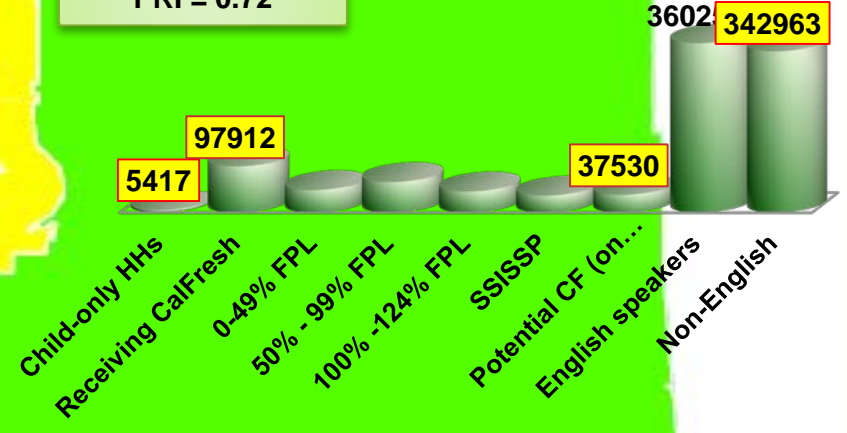 = 0.72
342963
97912
37530
5417
Child-only HHs
Receiving CalFresh
0-49% FPL
50% - 99% FPL
100% -124% FPL
SSISSP
Potential CF (on…
English speakers
Non-English